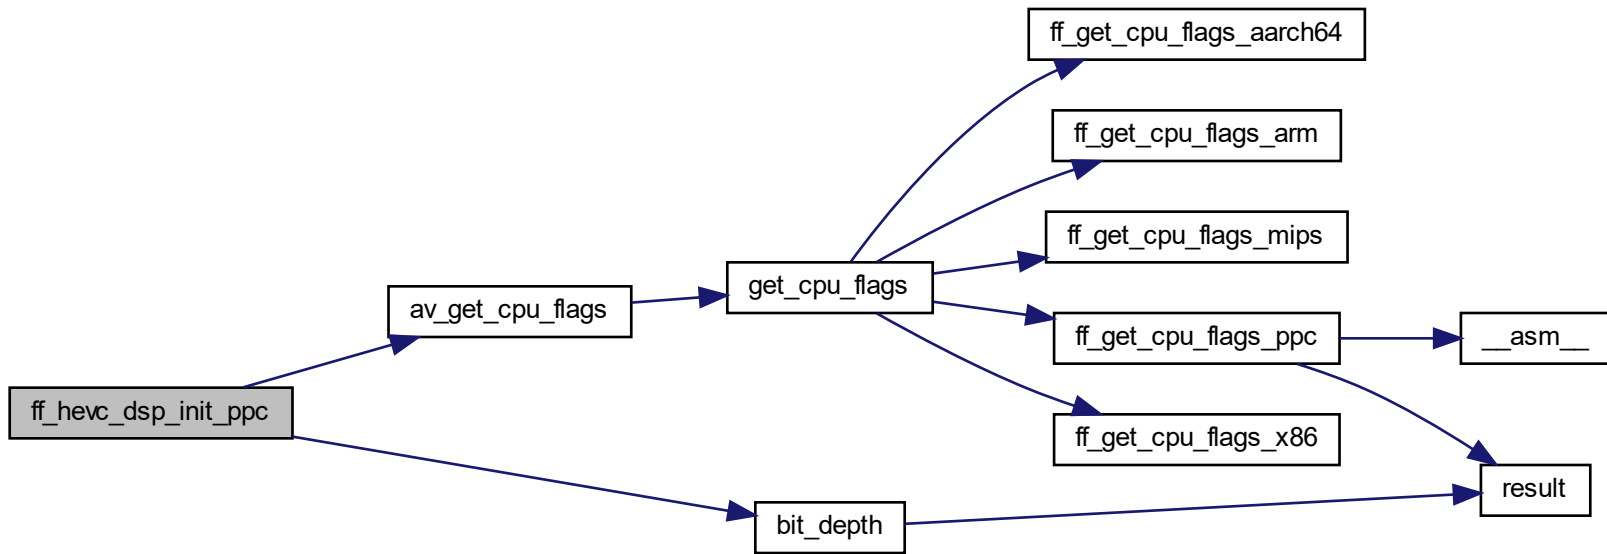 ff_get_cpu_flags_aarch64
ff_get_cpu_flags_arm
ff_get_cpu_flags_mips
get_cpu_flags
av_get_cpu_flags
ff_get_cpu_flags_ppc
__asm__
ff_hevc_dsp_init_ppc
ff_get_cpu_flags_x86
result
bit_depth